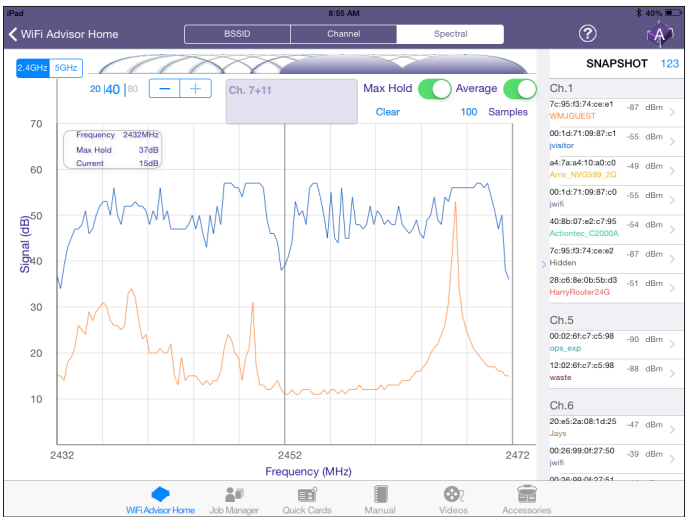 iPad
8:55 AM
40%
WiFi Advisor Home
BSSID
Channel
Spectral
?
A
2.4GHz
5GHz
SNAPSHOT
123
20 |40 |80
Ch. 7+11
Max Hold
Average
Clear
100 Samples
Frequency 2432MHz
Max Hold 37dB
Current 15dB
Signal (dB)
70
60
50
40
30
20
10
2432
2452
2472
Frequency (MHz)
Ch.1
7c:95:f3:74:ce:e1
WMJGUEST
-87 dBm
00:1d:71:09:87:c1
jvisitor
-55 dBm
a4:7a:a4:10:a0:c0
Arris_NVG599_2G
-49 dBm
00:1d:71:09:87:c0
jwifi
-55 dBm
40:8b:07:e2:c7:95
Actiontec_C2000A
-54 dBm
7c:95:f3:74:ce:e2
Hidden
-87 dBm
28:c6:8e:0b:5b:d3
HarryRouter24G
-51 dBm
Ch.5
00:02:6f:c7:c5:98
ops_exp
-90 dBm
12:02:6f:c7:c5:98
waste
-88 dBm
Ch.6
20:e5:2a:08:1d:25
Jays
-47 dBm
00:26:99:0f:27:50
jwifi
-39 dBm
00:26:99:0f:27:51
WiFi Advisor Home
Job Manager
Quick Cards
Manual
Videos
Accessories